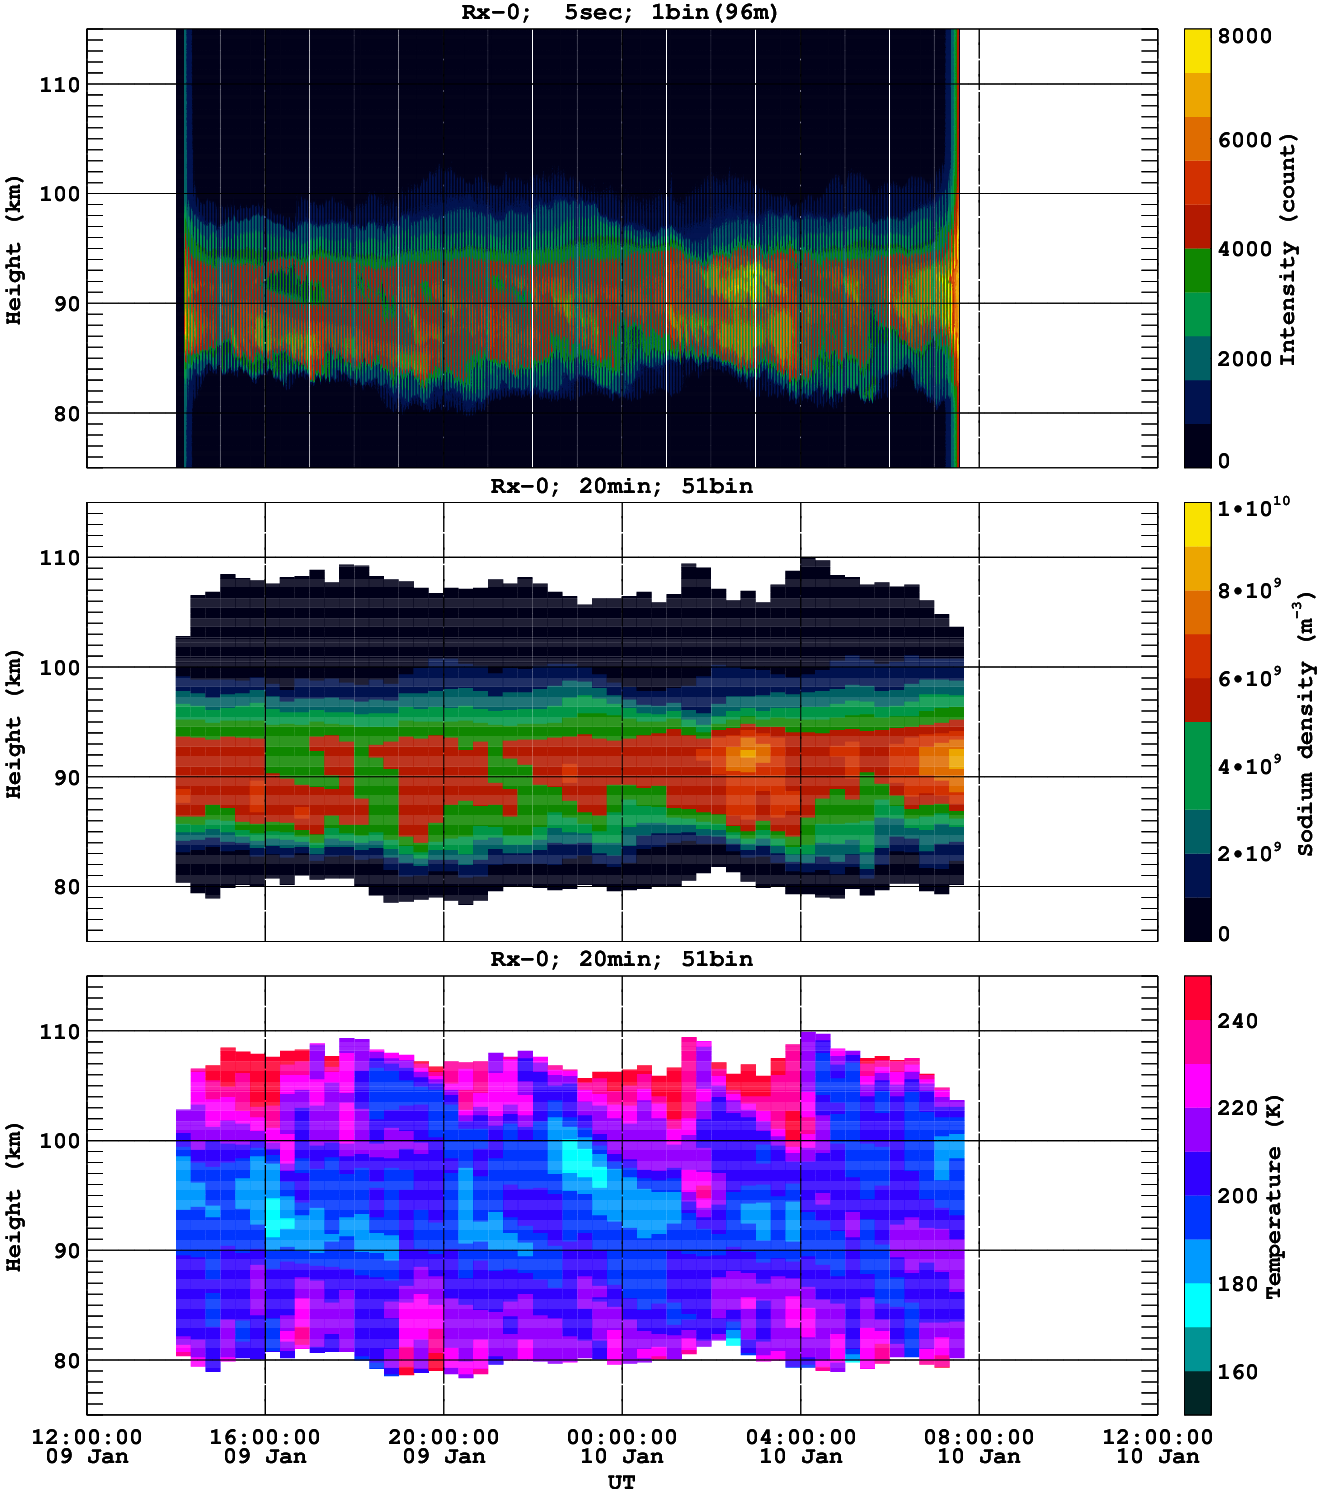 Rx-0;  5sec; 1bin(96m)
110
100
90
80
Height (km)
8000
6000
4000
2000
0
Intensity (count)
Rx-0; 20min; 51bin
110
100
90
80
Height (km)
1•10¹⁰
8•10⁹
6•10⁹
4•10⁹
2•10⁹
0
Sodium density (m⁻³)
Rx-0; 20min; 51bin
110
100
90
80
Height (km)
240
220
200
180
160
Temperature (K)
12:00:00 16:00:00 20:00:00 00:00:00 04:00:00 08:00:00 12:00:00
09 Jan 09 Jan 09 Jan 10 Jan 10 Jan 10 Jan 10 Jan
UT